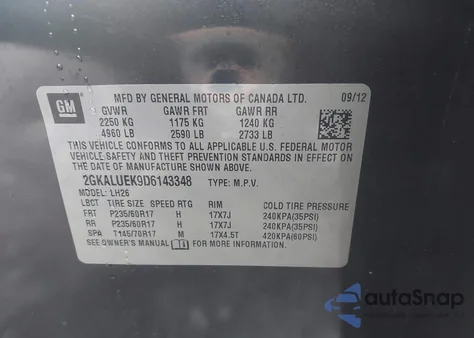 GM
MFD BY GENERAL MOTORS OF CANADA LTD. 09/12
GVWR GAWR FRT GAWR RR
2250 KG 1175 KG 1240 KG
4960 LB 2590 LB 2733 LB
THIS VEHICLE CONFORMS TO ALL APPLICABLE U.S. FEDERAL MOTOR
VEHICLE SAFETY AND THEFT PREVENTION STANDARDS IN EFFECT ON
THE DATE OF MANUFACTURE SHOWN ABOVE.
2GKALUEK9D6143348 TYPE: M.P.V.
MODEL: LH26
LBCT TIRE SIZE SPEED RTG RIM COLD TIRE PRESSURE
FRT P235/60R17 H 17X7J 240KPA(35PSI)
RR P235/60R17 H 17X7J 240KPA(35PSI)
SPA T145/70R17 M 17X4.5T 420KPA(60PSI)
SEE OWNER'S MANUAL FOR MORE INFORMATION.
autoSnap